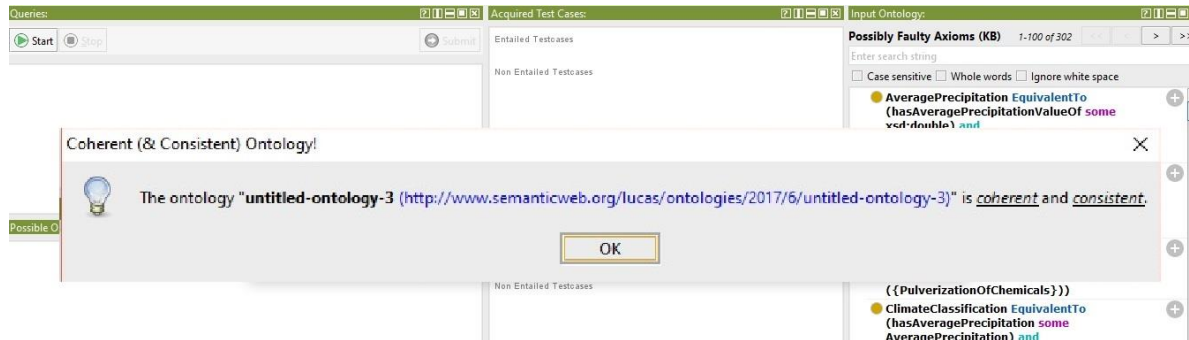 Queries:
Start Stop Submit
Acquired Test Cases:
Entailed Testcases
Non Entailed Testcases
Input Ontology:
Possibly Faulty Axioms (KB) 1-100 of 302 << < > >>
Enter search string
Case sensitive Whole words Ignore white space
AveragePrecipitation EquivalentTo
(hasAveragePrecipitationValueOf some
xsd:double) and
Coherent (& Consistent) Ontology!
The ontology "untitled-ontology-3 (http://www.semanticweb.org/lucas/ontologies/2017/6/untitled-ontology-3)" is coherent and consistent.
OK
Possible O
Non Entailed Testcases
({PulverizationOfChemicals}))
ClimateClassification EquivalentTo
(hasAveragePrecipitation some
AveragePrecipitation) and